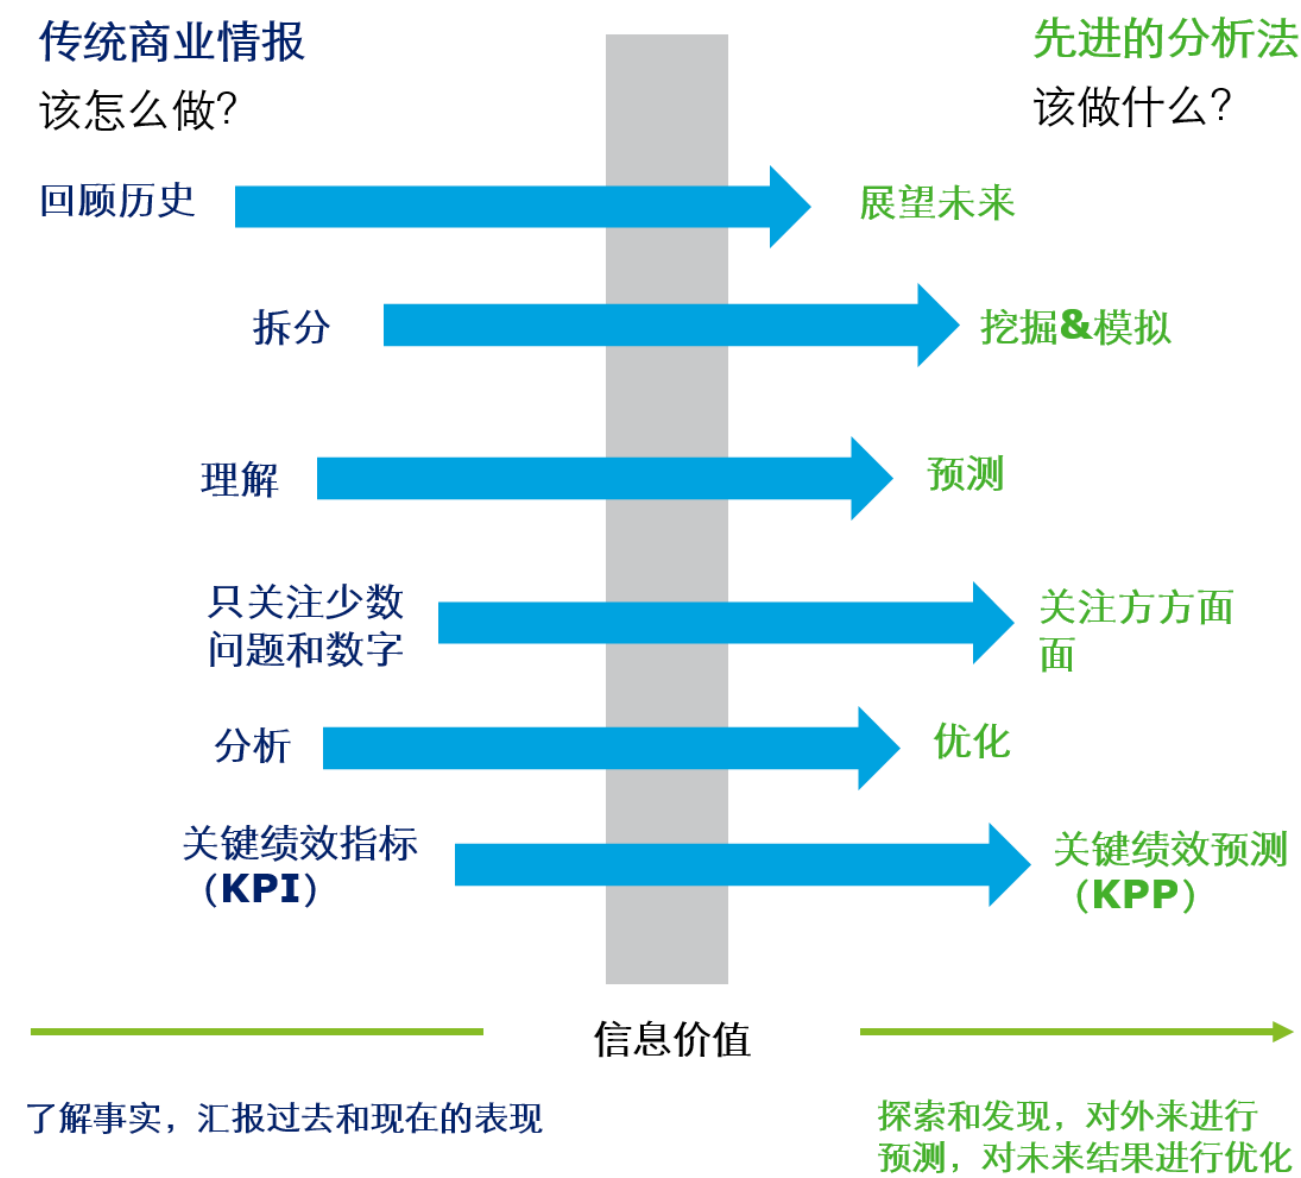 传统商业情报
该怎么做?
先进的分析法
该做什么?
回顾历史
展望未来
拆分
挖掘&模拟
理解
预测
只关注少数
问题和数字
关注方方面
面
分析
优化
关键绩效指标
（KPI）
关键绩效预测
（KPP）
信息价值
了解事实，汇报过去和现在的表现
探索和发现，对外来进行
预测，对未来结果进行优化